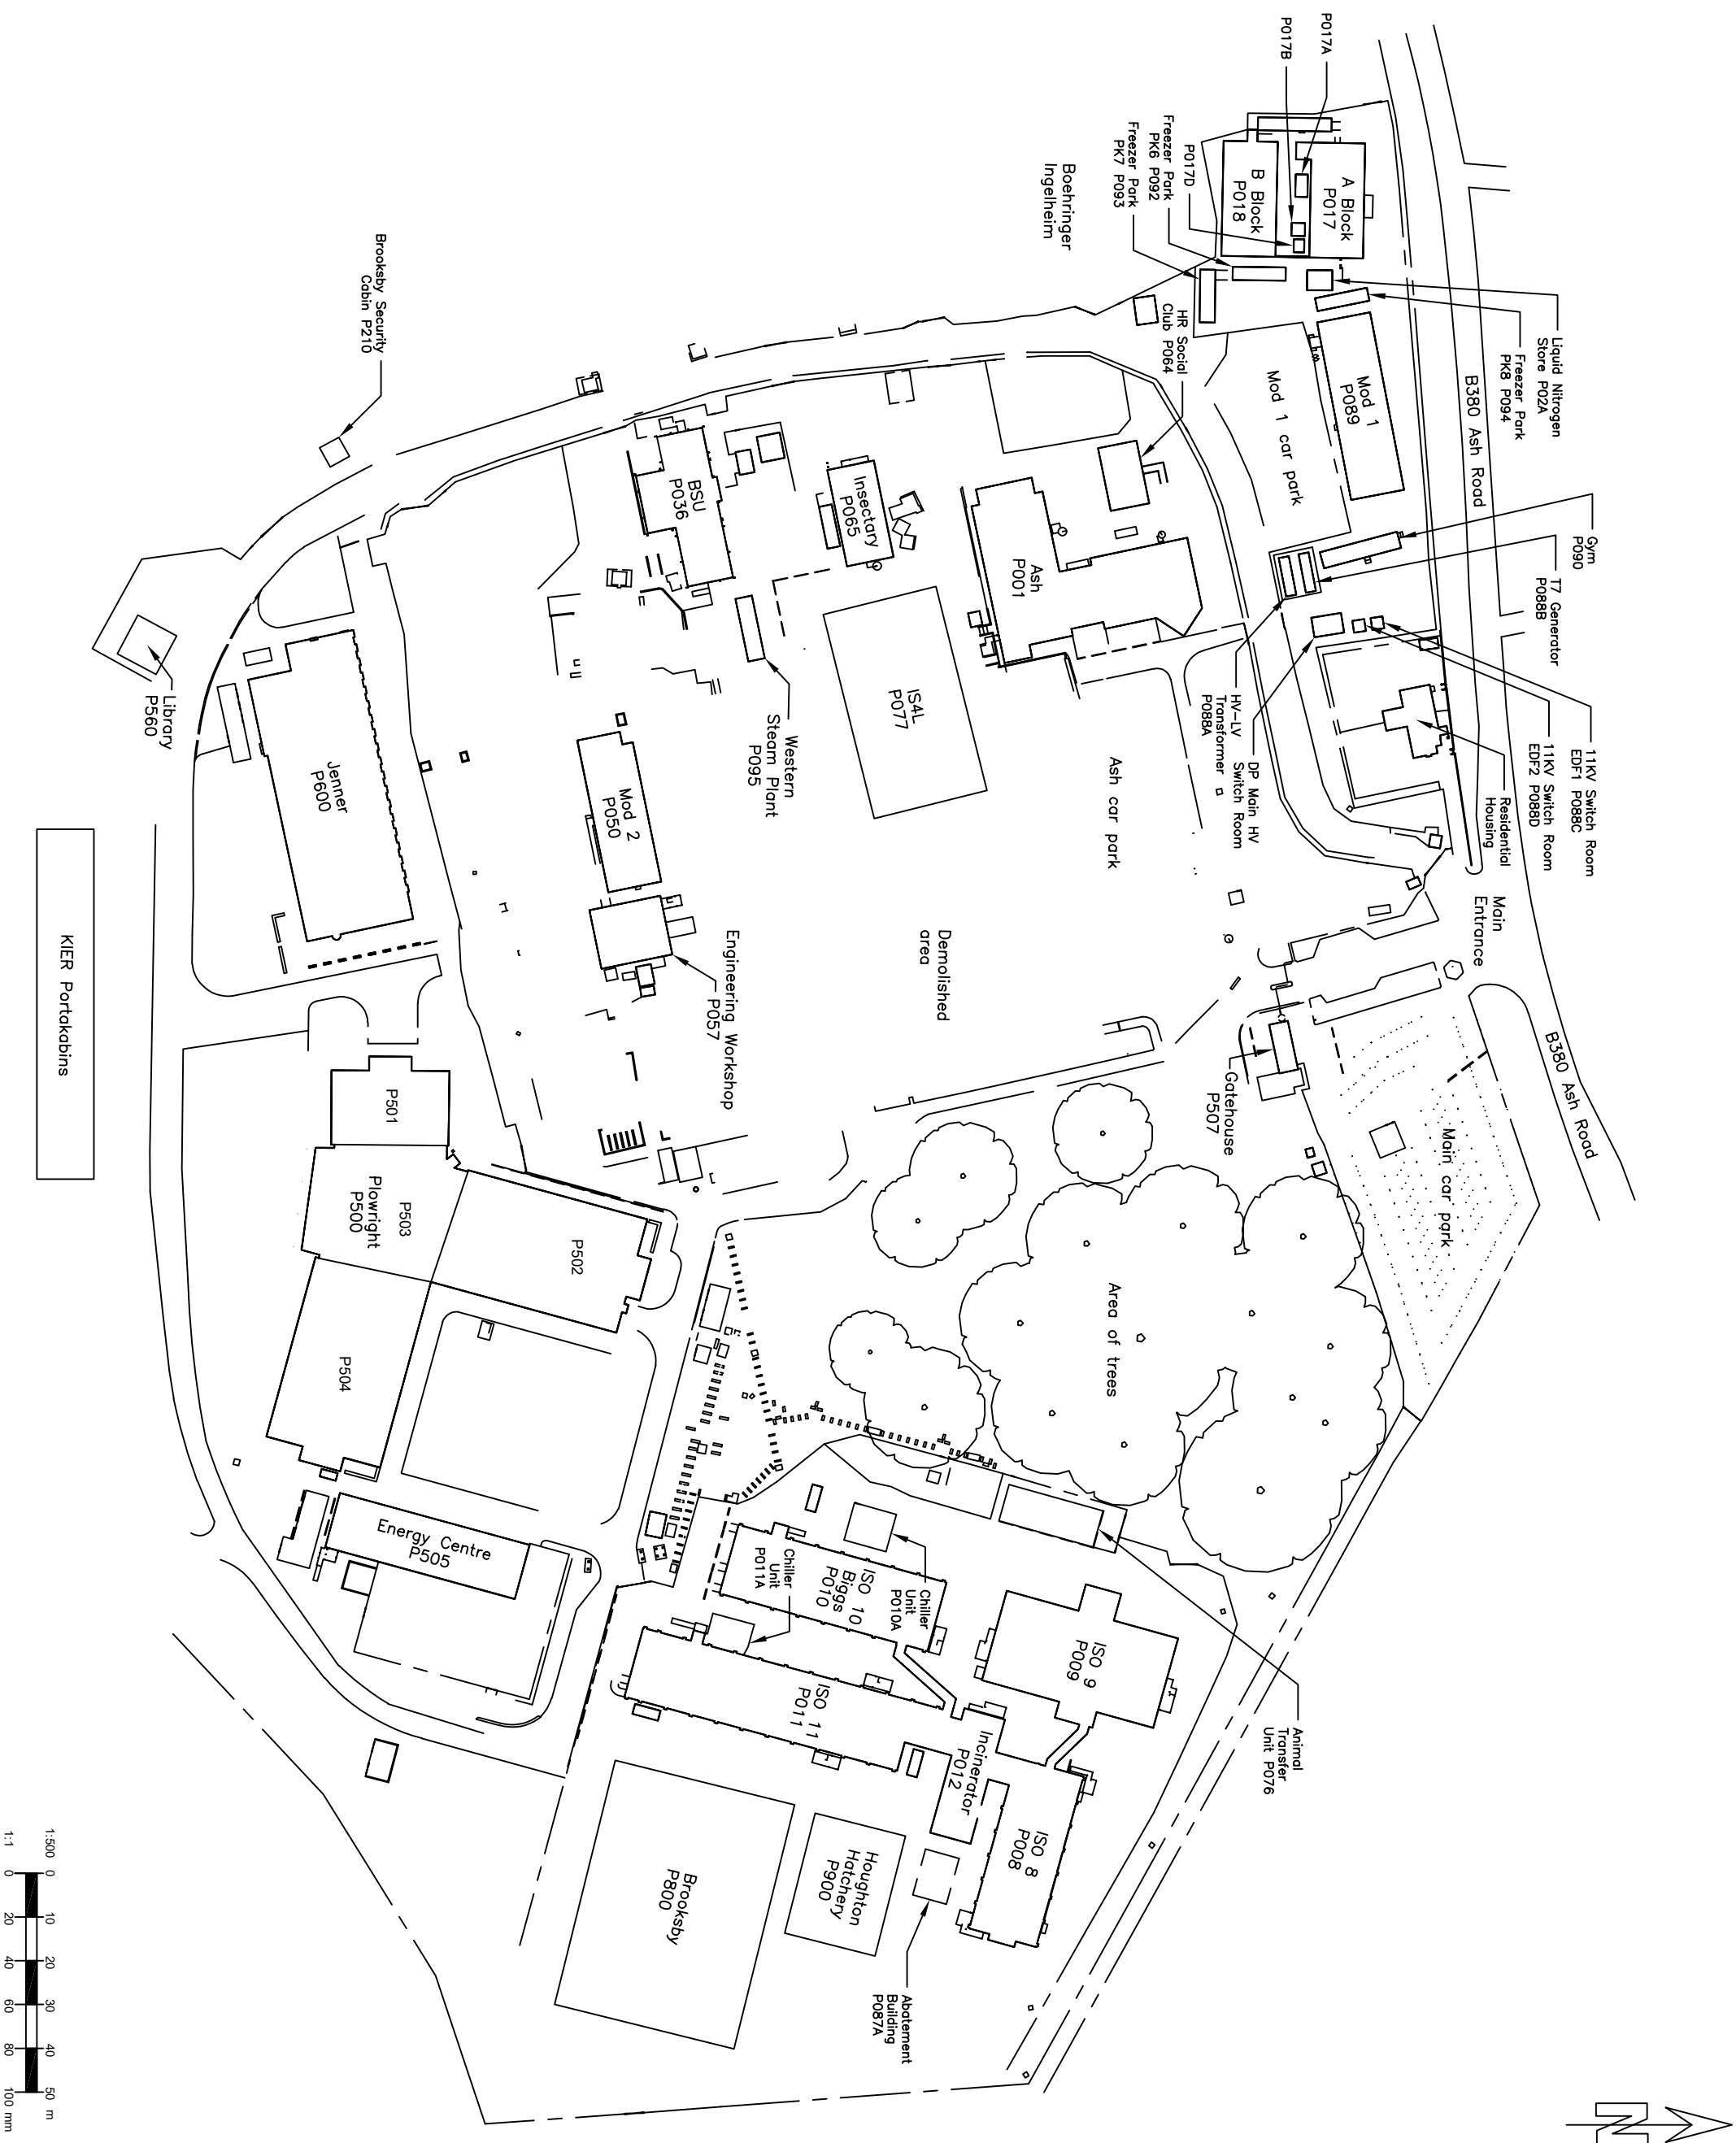 P017A
P017B
A Block
P017
B Block
P018
P017D
Freezer Park
PK6 P092
Freezer Park
PK7 P093
Boehringer
Ingelheim
Liquid Nitrogen
Store P02A
Freezer Park
PK8 P094
B380 Ash Road
Mod 1
P089
Mod 1 car park
HR Social
Club P064
Gym
P090
T7 Generator
P088B
11KV Switch Room
EDF1 P088C
11KV Switch Room
EDF2 P088D
Residential
Housing
DP Main HV
Switch Room
HV-LV
Transformer
P088A
Main
Entrance
B380 Ash Road
Main car park
Gatehouse
P507
Ash
P001
Ash car park
Insectary
P065
BSU
P036
IS4L
P077
Western
Steam Plant
P095
Demolished
area
Mod 2
P050
Engineering Workshop
P057
Brooksby Security
Cabin P210
Library
P560
Jenner
P600
KIER Portakabins
P501
P503
Plowright
P500
P502
P504
Energy Centre
P505
Area of trees
Animal
Transfer
Unit P076
Chiller
Unit
P010A
ISO 10
Biggs
P010
Chiller
Unit
P011A
ISO 9
P009
ISO 11
P011
Incinerator
P012
ISO 8
P008
Abatement
Building
P087A
Houghton
Hatchery
P900
Brooksby
P800
N
1:500 0 10 20 30 40 50 m
1:1 0 20 40 60 80 100 mm